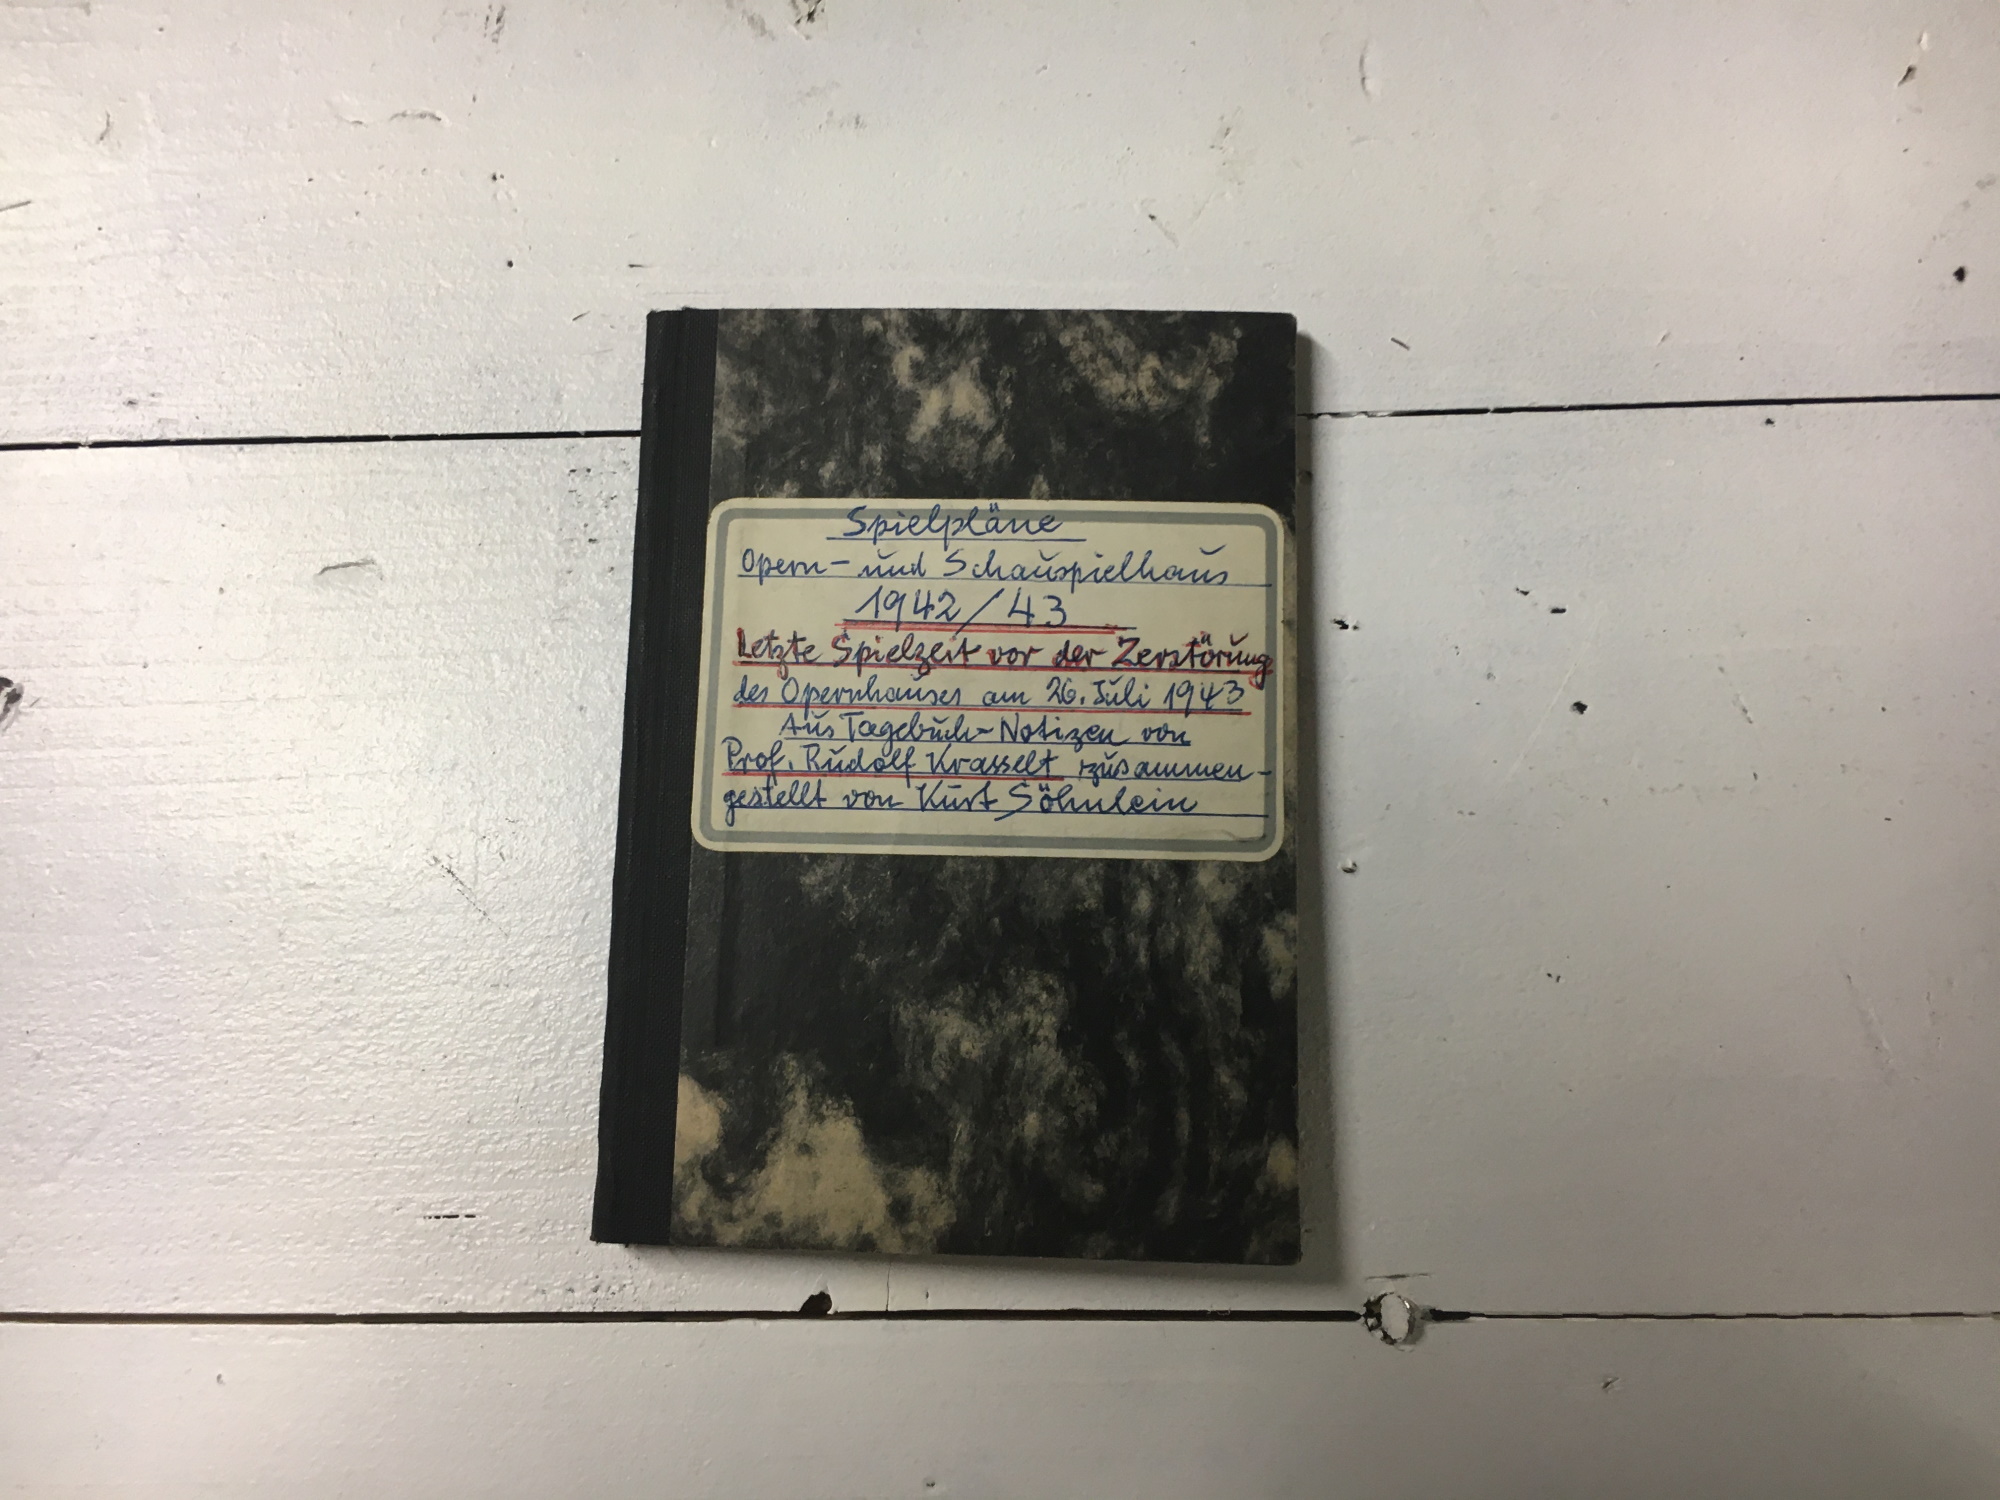 Spielpläne
Opern- und Schauspielhaus
1942/43
Letzte Spielzeit vor der Zerstörung
des Opernhauses am 26. Juli 1943
Aus Tagebuch-Notizen von
Prof. Rudolf Krasselt zusammen-
gestellt von Kurt Söhnlein